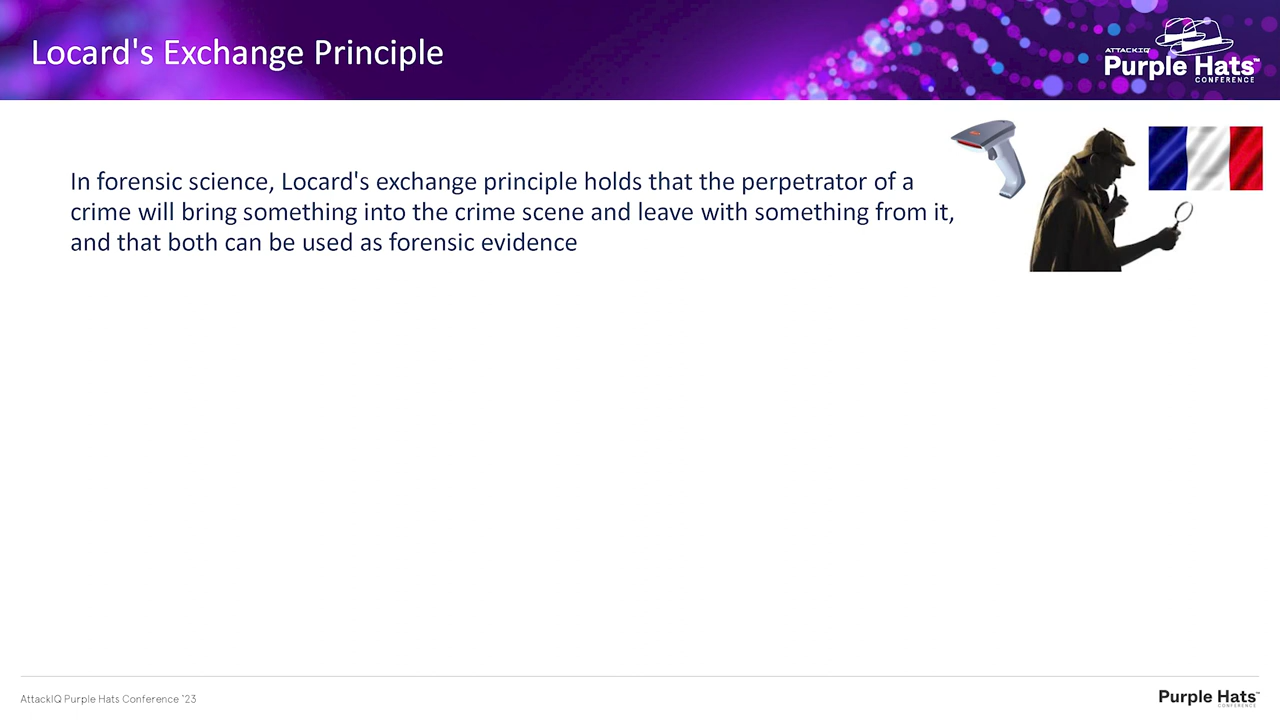 Locard's Exchange Principle
ATTACKIQ
Purple Hats™
CONFERENCE
In forensic science, Locard's exchange principle holds that the perpetrator of a
crime will bring something into the crime scene and leave with something from it,
and that both can be used as forensic evidence
AttackIQ Purple Hats Conference '23
Purple Hats™
CONFERENCE